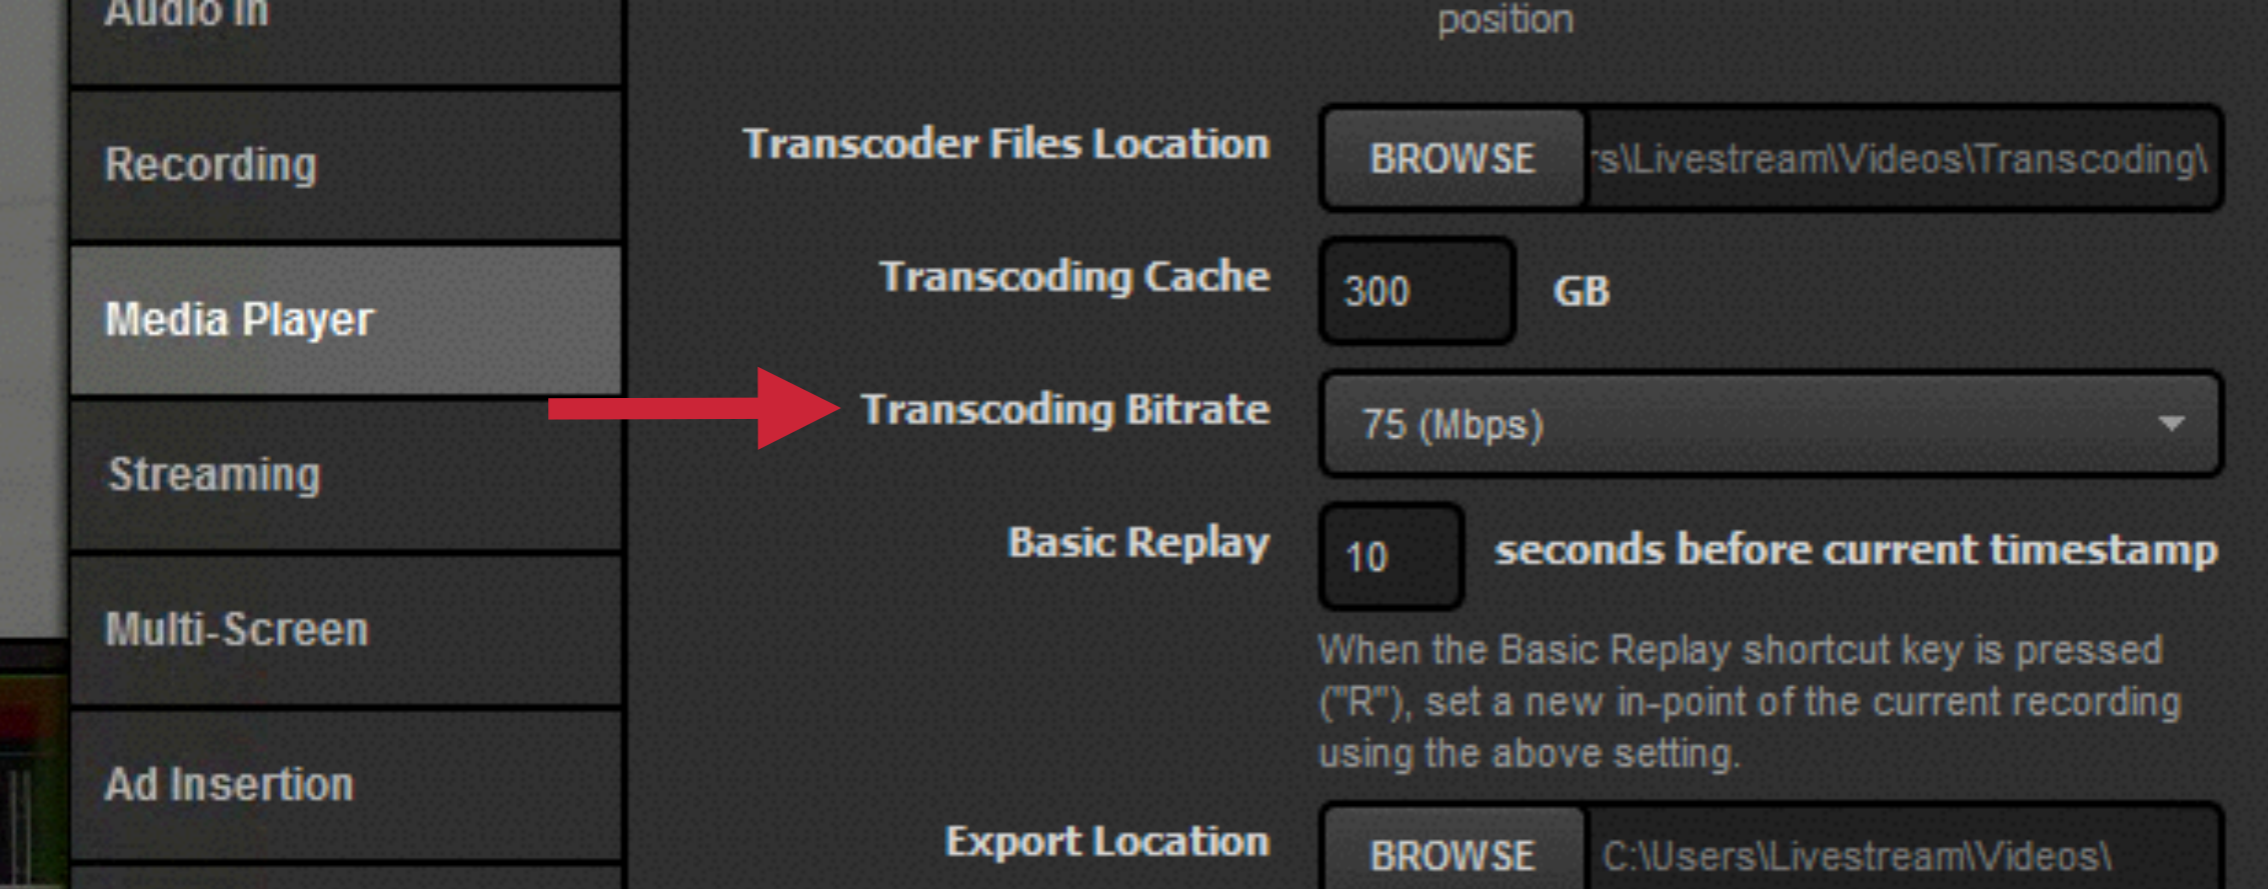 Audio In
Recording
Media Player
Streaming
Multi-Screen
Ad Insertion
position
Transcoder Files Location
BROWSE
rs\Livestream\Videos\Transcoding\
Transcoding Cache
300
GB
Transcoding Bitrate
75 (Mbps)
Basic Replay
10
seconds before current timestamp
When the Basic Replay shortcut key is pressed
("R"), set a new in-point of the current recording
using the above setting.
Export Location
BROWSE
C:\Users\Livestream\Videos\